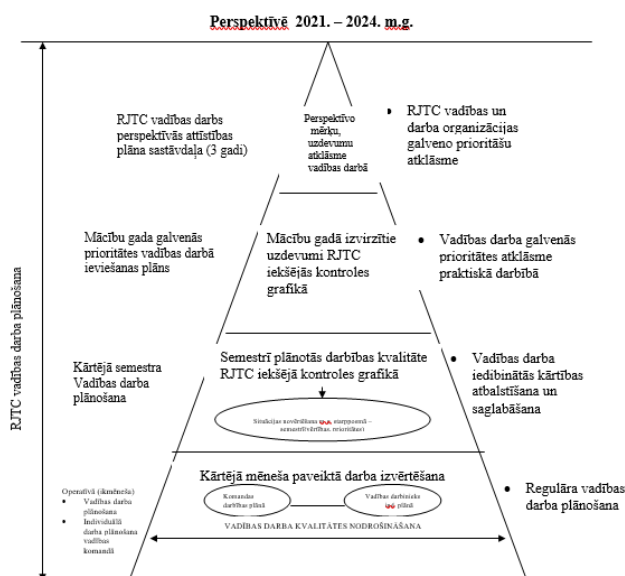 Perspektīvē 2021. – 2024. m.g.
RJTC vadības darba plānošana
RJTC vadības darbs
perspektīvās attīstības
plāna sastāvdaļa (3 gadi)
Perspektīvo
mērķu,
uzdevumu
atklāsme
vadības darbā
• RJTC vadības un
darba organizācijas
galveno prioritāšu
atklāsme
Mācību gada galvenās
prioritātes vadības darbā
ieviešanas plāns
Mācību gadā izvirzītie
uzdevumi RJTC
iekšējās kontroles
grafikā
• Vadības darba galvenās
prioritātes atklāsme
praktiskā darbībā
Kārtējā semestra
Vadības darba
plānošana
Semestrī plānotās darbības kvalitāte
RJTC iekšējā kontroles grafikā
Situācijas novēršana starpposmā –
• Vadības darba
iedibinātās kārtības
atbalstīšana un
saglabāšana
Kārtējā mēneša paveiktā darba izvērtēšana
Operatīvā (ikmēneša)
• Vadības darba
plānošana
• Individuālā
darba plānošana
vadības
komandā
Komandas
darbības plānā
Vadības darbinieks
plānā
VADĪBAS DARBA KVALITĀTES NODROŠINĀŠANA
• Regulāra vadības
darba plānošana